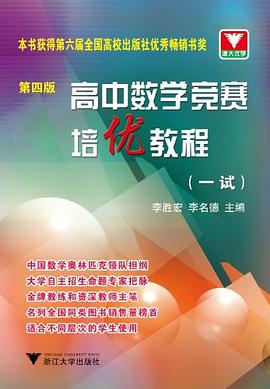 本书获得第六届全国高校出版社优秀畅销书奖
浙大优学
第四版
高中数学竞赛
培优教程
(一试)
李胜宏 李名德 主编
中国数学奥林匹克领队担纲
大学自主招生命题专家把脉
金牌教练和资深教师主笔
名列全国同类图书销售量榜首
适合不同层次的学生使用
浙江大学出版社